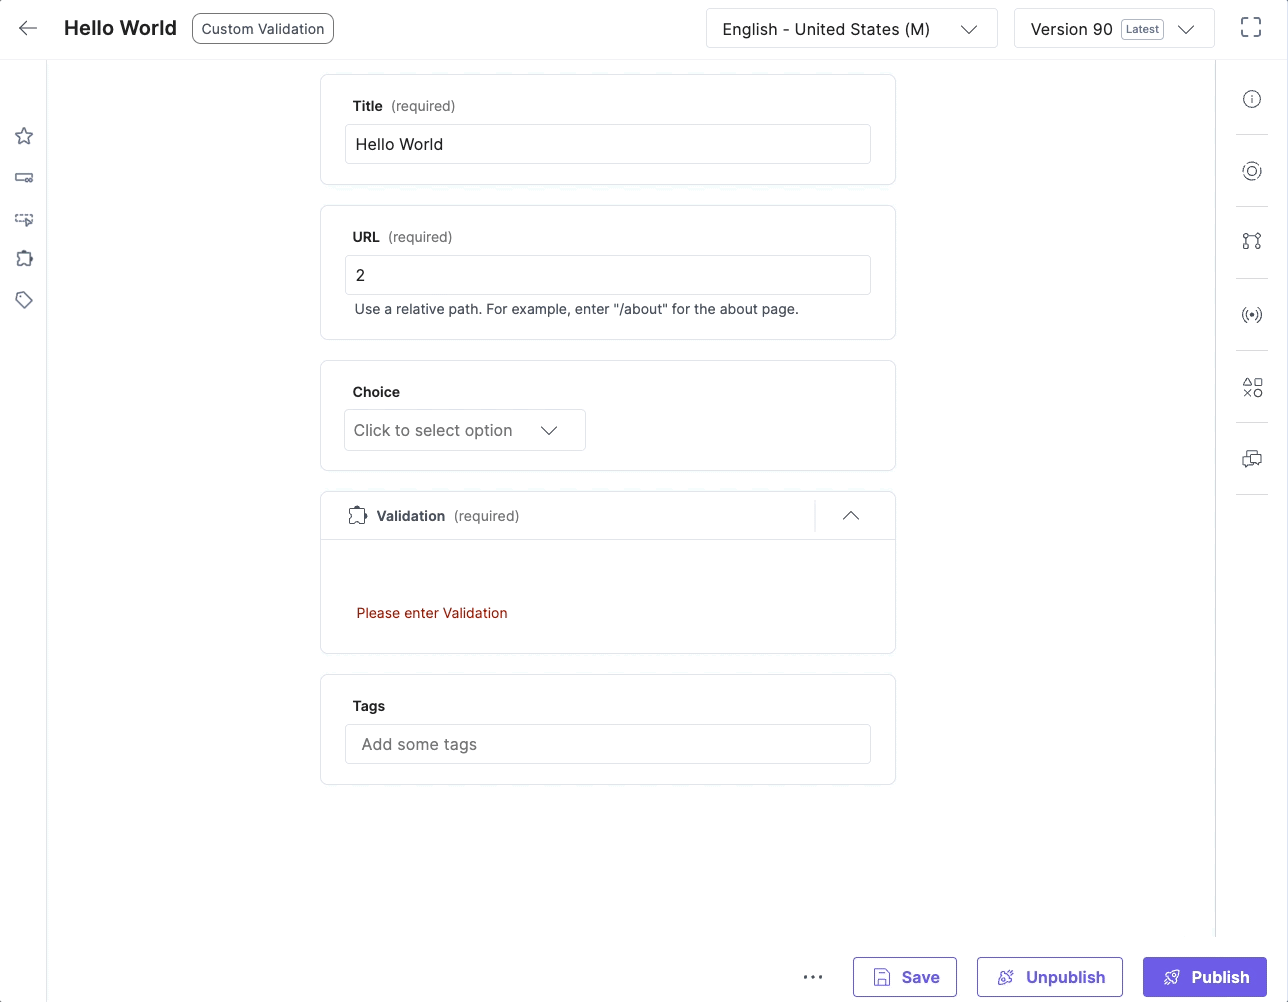 Hello World Custom Validation English - United States (M) Version 90 Latest
Title (required)
Hello World
URL (required)
2
Use a relative path. For example, enter "/about" for the about page.
Choice
Click to select option
Validation (required)
Please enter Validation
Tags
Add some tags
Save Unpublish Publish